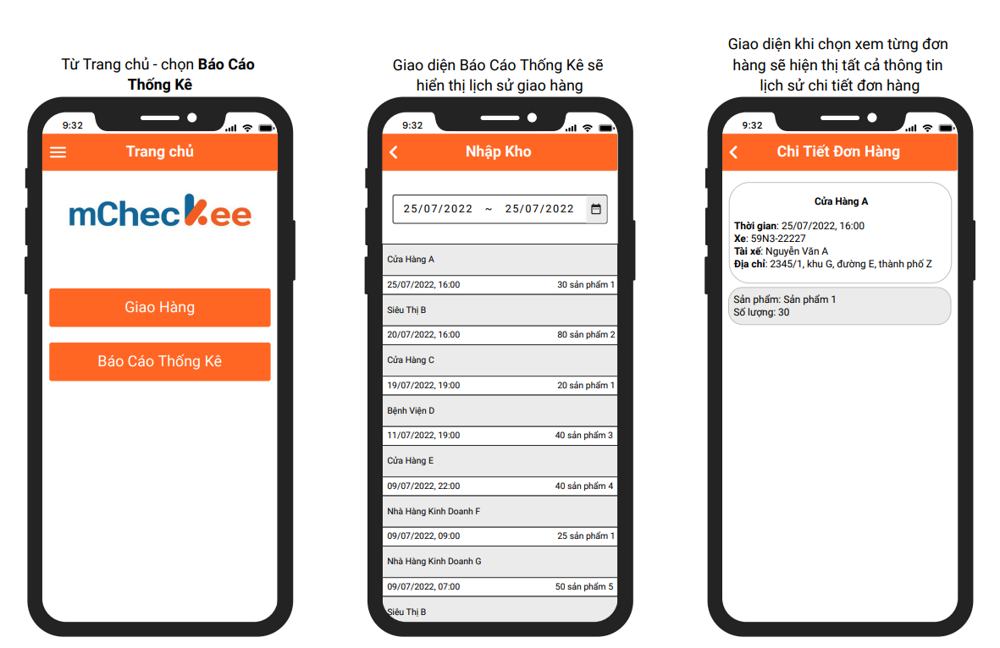 Từ Trang chủ - chọn Báo Cáo
Thống Kê
9:32
Trang chủ
mCheckee
Giao Hàng
Báo Cáo Thống Kê
Giao diện Báo Cáo Thống Kê sẽ
hiển thị lịch sử giao hàng
9:32
Nhập Kho
25/07/2022 ~ 25/07/2022
Cửa Hàng A
25/07/2022, 16:00 30 sản phẩm 1
Siêu Thị B
20/07/2022, 16:00 80 sản phẩm 2
Cửa Hàng C
19/07/2022, 19:00 20 sản phẩm 1
Bệnh Viện D
11/07/2022, 19:00 40 sản phẩm 3
Cửa Hàng E
09/07/2022, 22:00 40 sản phẩm 4
Nhà Hàng Kinh Doanh F
09/07/2022, 09:00 25 sản phẩm 1
Nhà Hàng Kinh Doanh G
09/07/2022, 07:00 50 sản phẩm 5
Siêu Thị B
Giao diện khi chọn xem từng đơn
hàng sẽ hiện thị tất cả thông tin
lịch sử chi tiết đơn hàng
9:32
Chi Tiết Đơn Hàng
Cửa Hàng A
Thời gian: 25/07/2022, 16:00
Xe: 59N3-22227
Tài xế: Nguyễn Văn A
Địa chỉ: 2345/1, khu G, đường E, thành phố Z
Sản phẩm: Sản phẩm 1
Số lượng: 30